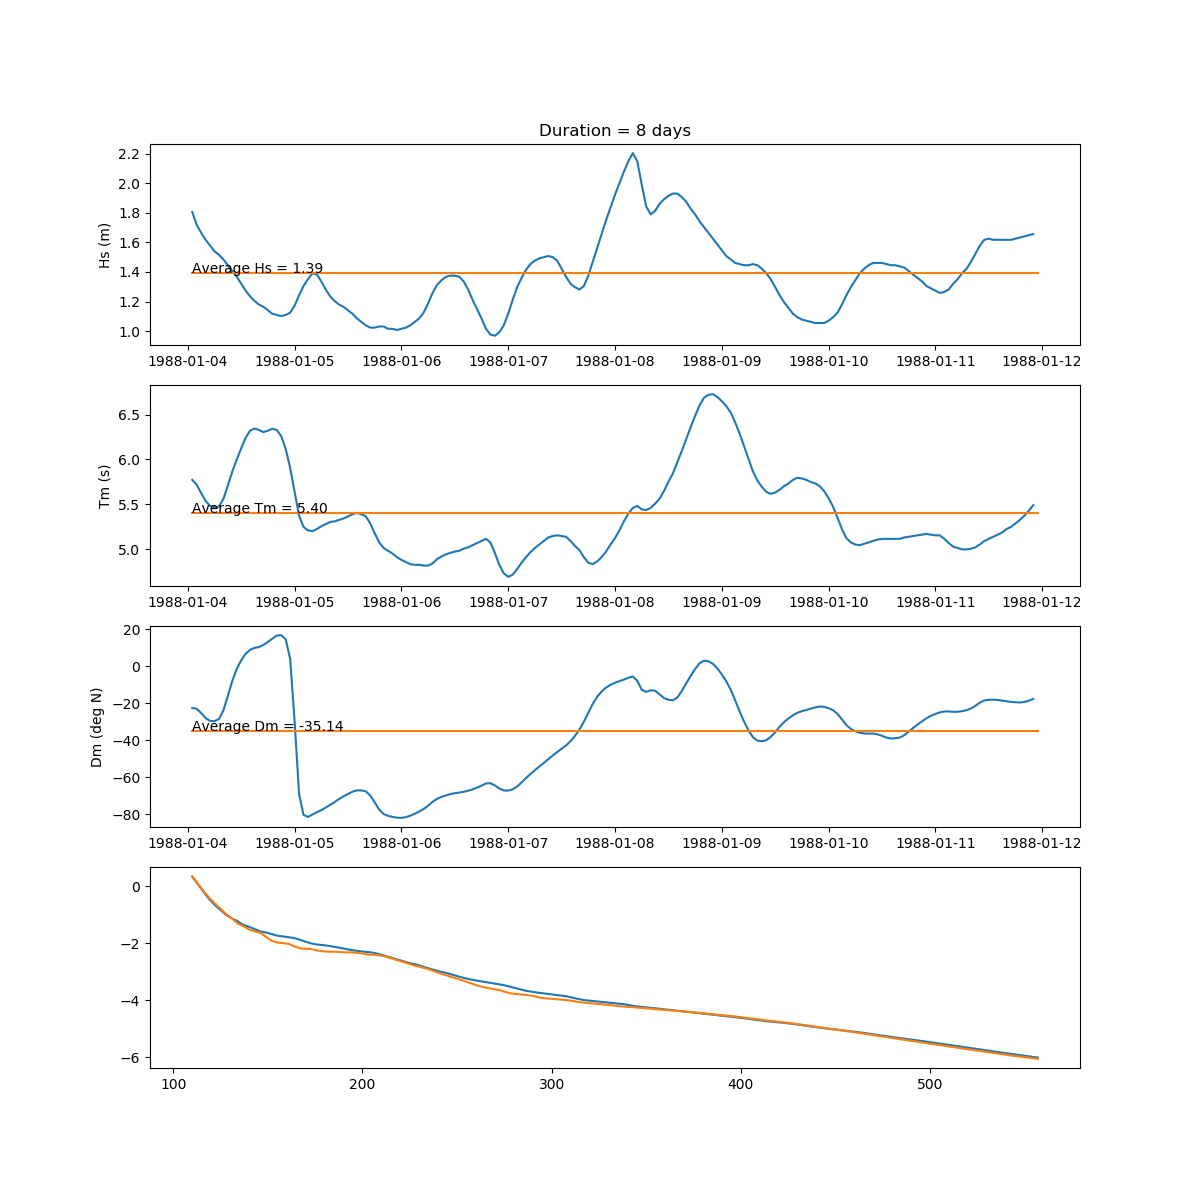 Duration = 8 days
2.2
2.0
1.8
1.6
1.4
1.2
1.0
Hs (m)
Average Hs = 1.39
1988-01-04 1988-01-05 1988-01-06 1988-01-07 1988-01-08 1988-01-09 1988-01-10 1988-01-11 1988-01-12
6.5
6.0
5.5
5.0
Tm (s)
Average Tm = 5.40
1988-01-04 1988-01-05 1988-01-06 1988-01-07 1988-01-08 1988-01-09 1988-01-10 1988-01-11 1988-01-12
20
0
−20
−40
−60
−80
Dm (deg N)
Average Dm = -35.14
1988-01-04 1988-01-05 1988-01-06 1988-01-07 1988-01-08 1988-01-09 1988-01-10 1988-01-11 1988-01-12
0
−2
−4
−6
100 200 300 400 500